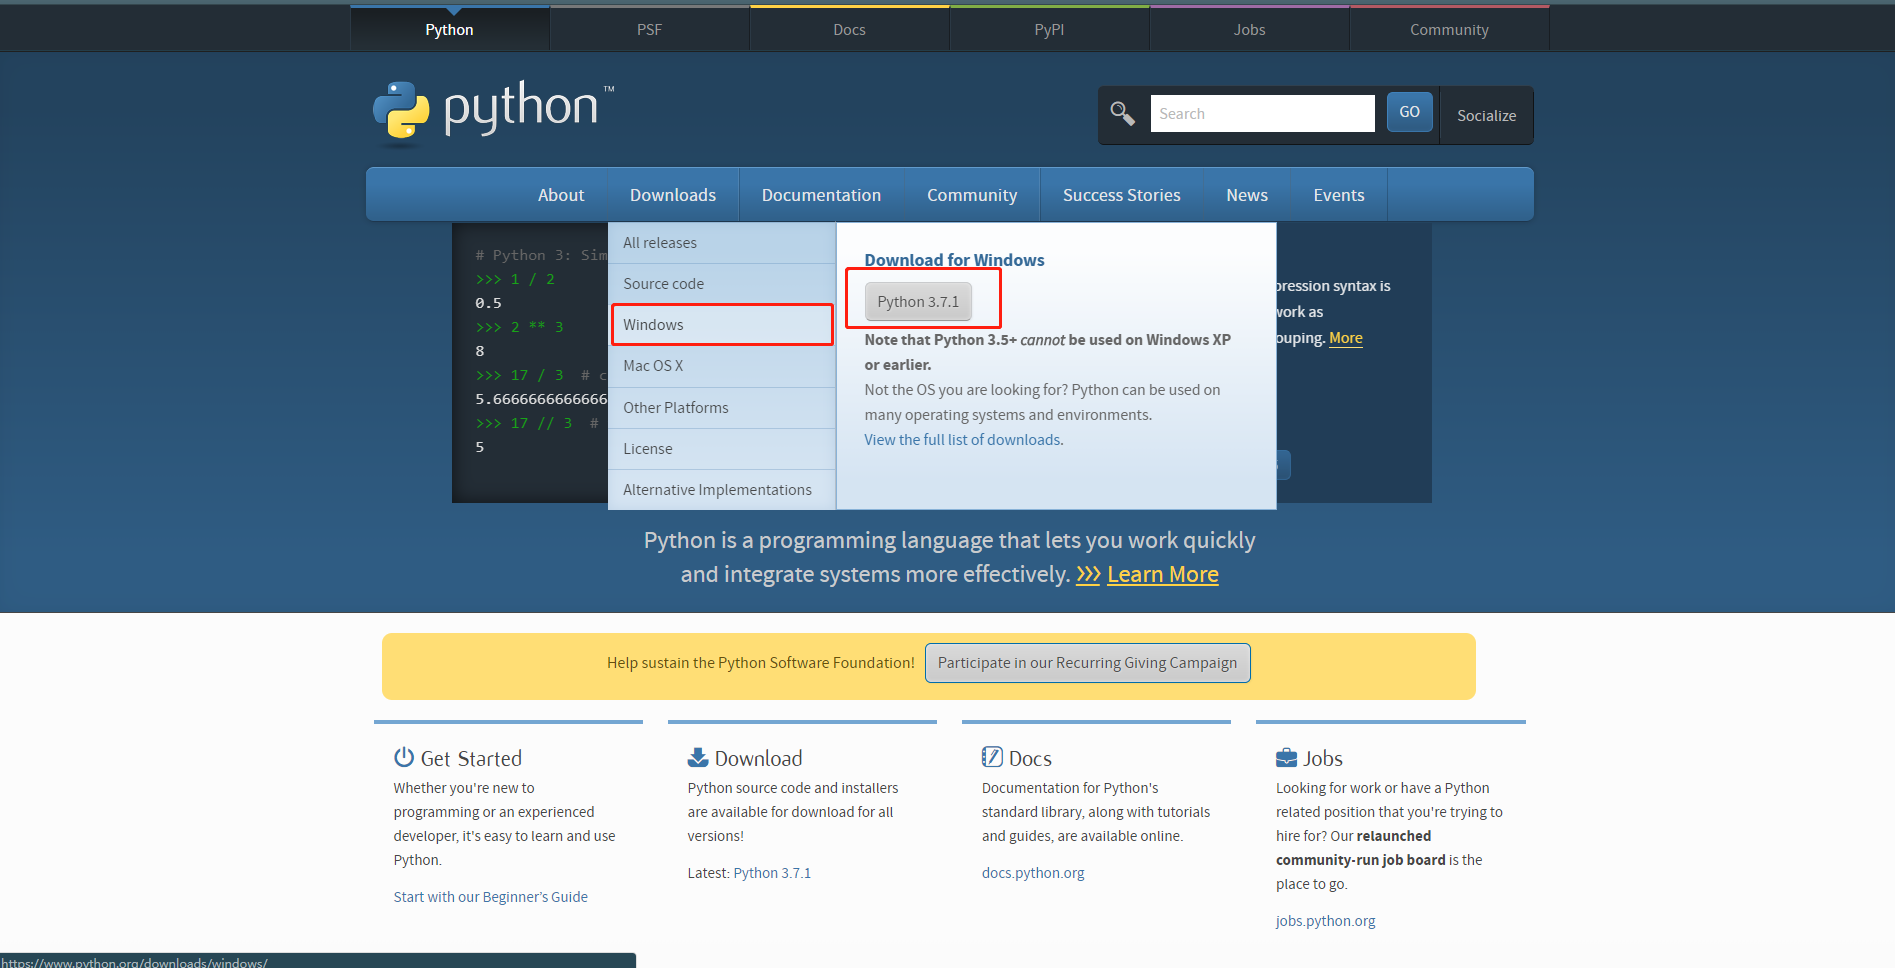 Python
PSF
Docs
PyPI
Jobs
Community
python™
Search
GO
Socialize
About
Downloads
Documentation
Community
Success Stories
News
Events
# Python 3: Sim
>>> 1 / 2
0.5
>>> 2 ** 3
8
>>> 17 / 3 # c
5.6666666666666
>>> 17 // 3 #
5
All releases
Source code
Windows
Mac OS X
Other Platforms
License
Alternative Implementations
Download for Windows
Python 3.7.1
Note that Python 3.5+ cannot be used on Windows XP
or earlier.
Not the OS you are looking for? Python can be used on
many operating systems and environments.
View the full list of downloads.
pression syntax is
work as
ouping. More
Python is a programming language that lets you work quickly
and integrate systems more effectively. >>> Learn More
Help sustain the Python Software Foundation!
Participate in our Recurring Giving Campaign
Get Started
Whether you're new to
programming or an experienced
developer, it's easy to learn and use
Python.
Start with our Beginner’s Guide
Download
Python source code and installers
are available for download for all
versions!
Latest: Python 3.7.1
Docs
Documentation for Python's
standard library, along with tutorials
and guides, are available online.
docs.python.org
Jobs
Looking for work or have a Python
related position that you're trying to
hire for? Our relaunched
community-run job board is the
place to go.
jobs.python.org
https://www.python.org/downloads/windows/